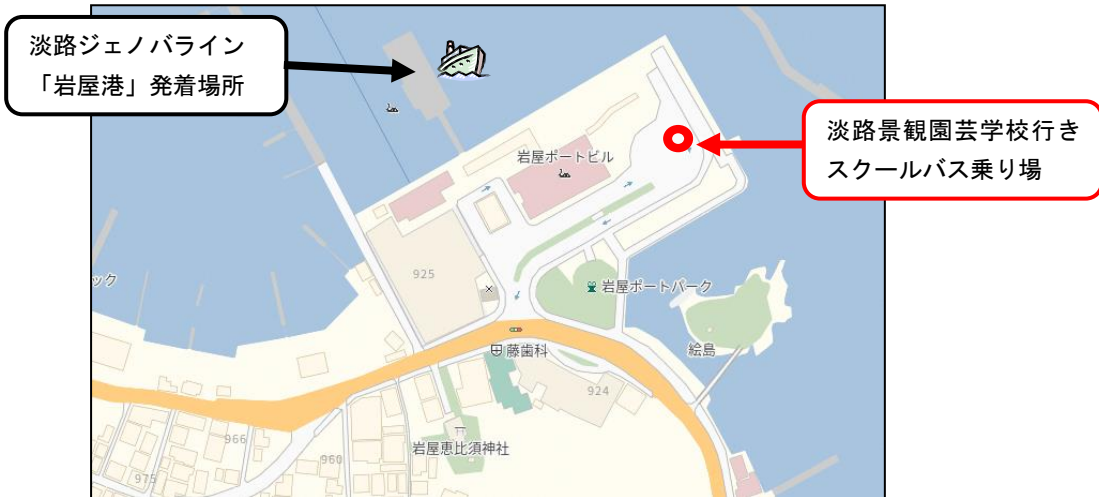 淡路ジェノバライン
「岩屋港」発着場所
淡路景観園芸学校行き
スクールバス乗り場
岩屋ポートビル
925
ック
岩屋ポートパーク
藤歯科
絵島
924
岩屋恵比須神社
966
960
975